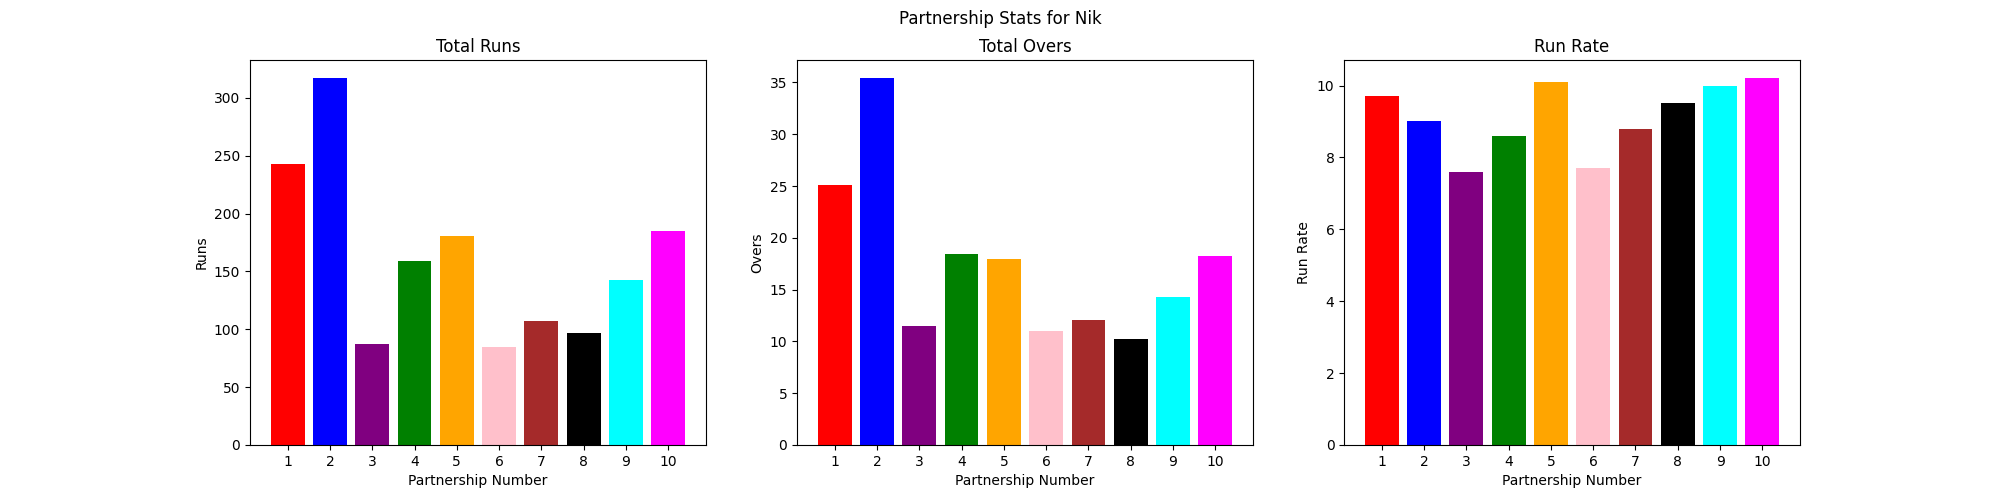 Partnership Stats for Nik
Total Runs
300
250
200
150
100
50
0
Runs
1 2 3 4 5 6 7 8 9 10
Partnership Number
Total Overs
35
30
25
20
15
10
5
0
Overs
1 2 3 4 5 6 7 8 9 10
Partnership Number
Run Rate
10
8
6
4
2
0
Run Rate
1 2 3 4 5 6 7 8 9 10
Partnership Number